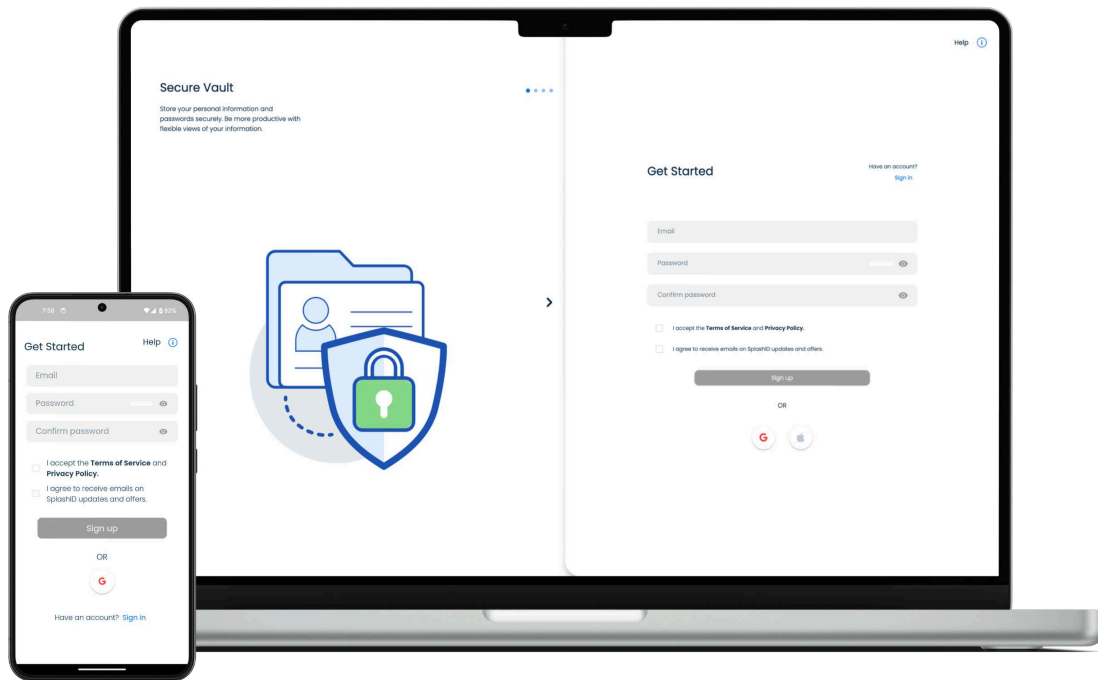 Help
Secure Vault
Store your personal information and
passwords securely. Be more productive with
flexible views of your information.
Get Started
Have an account?
Sign in
Email
Password
Confirm password
I accept the Terms of Service and Privacy Policy.
I agree to receive emails on SplashID updates and offers.
Sign up
OR
G
7:56
92%
Get Started
Help
Email
Password
Confirm password
I accept the Terms of Service and
Privacy Policy.
I agree to receive emails on
SplashID updates and offers.
Sign up
OR
G
Have an account? Sign in